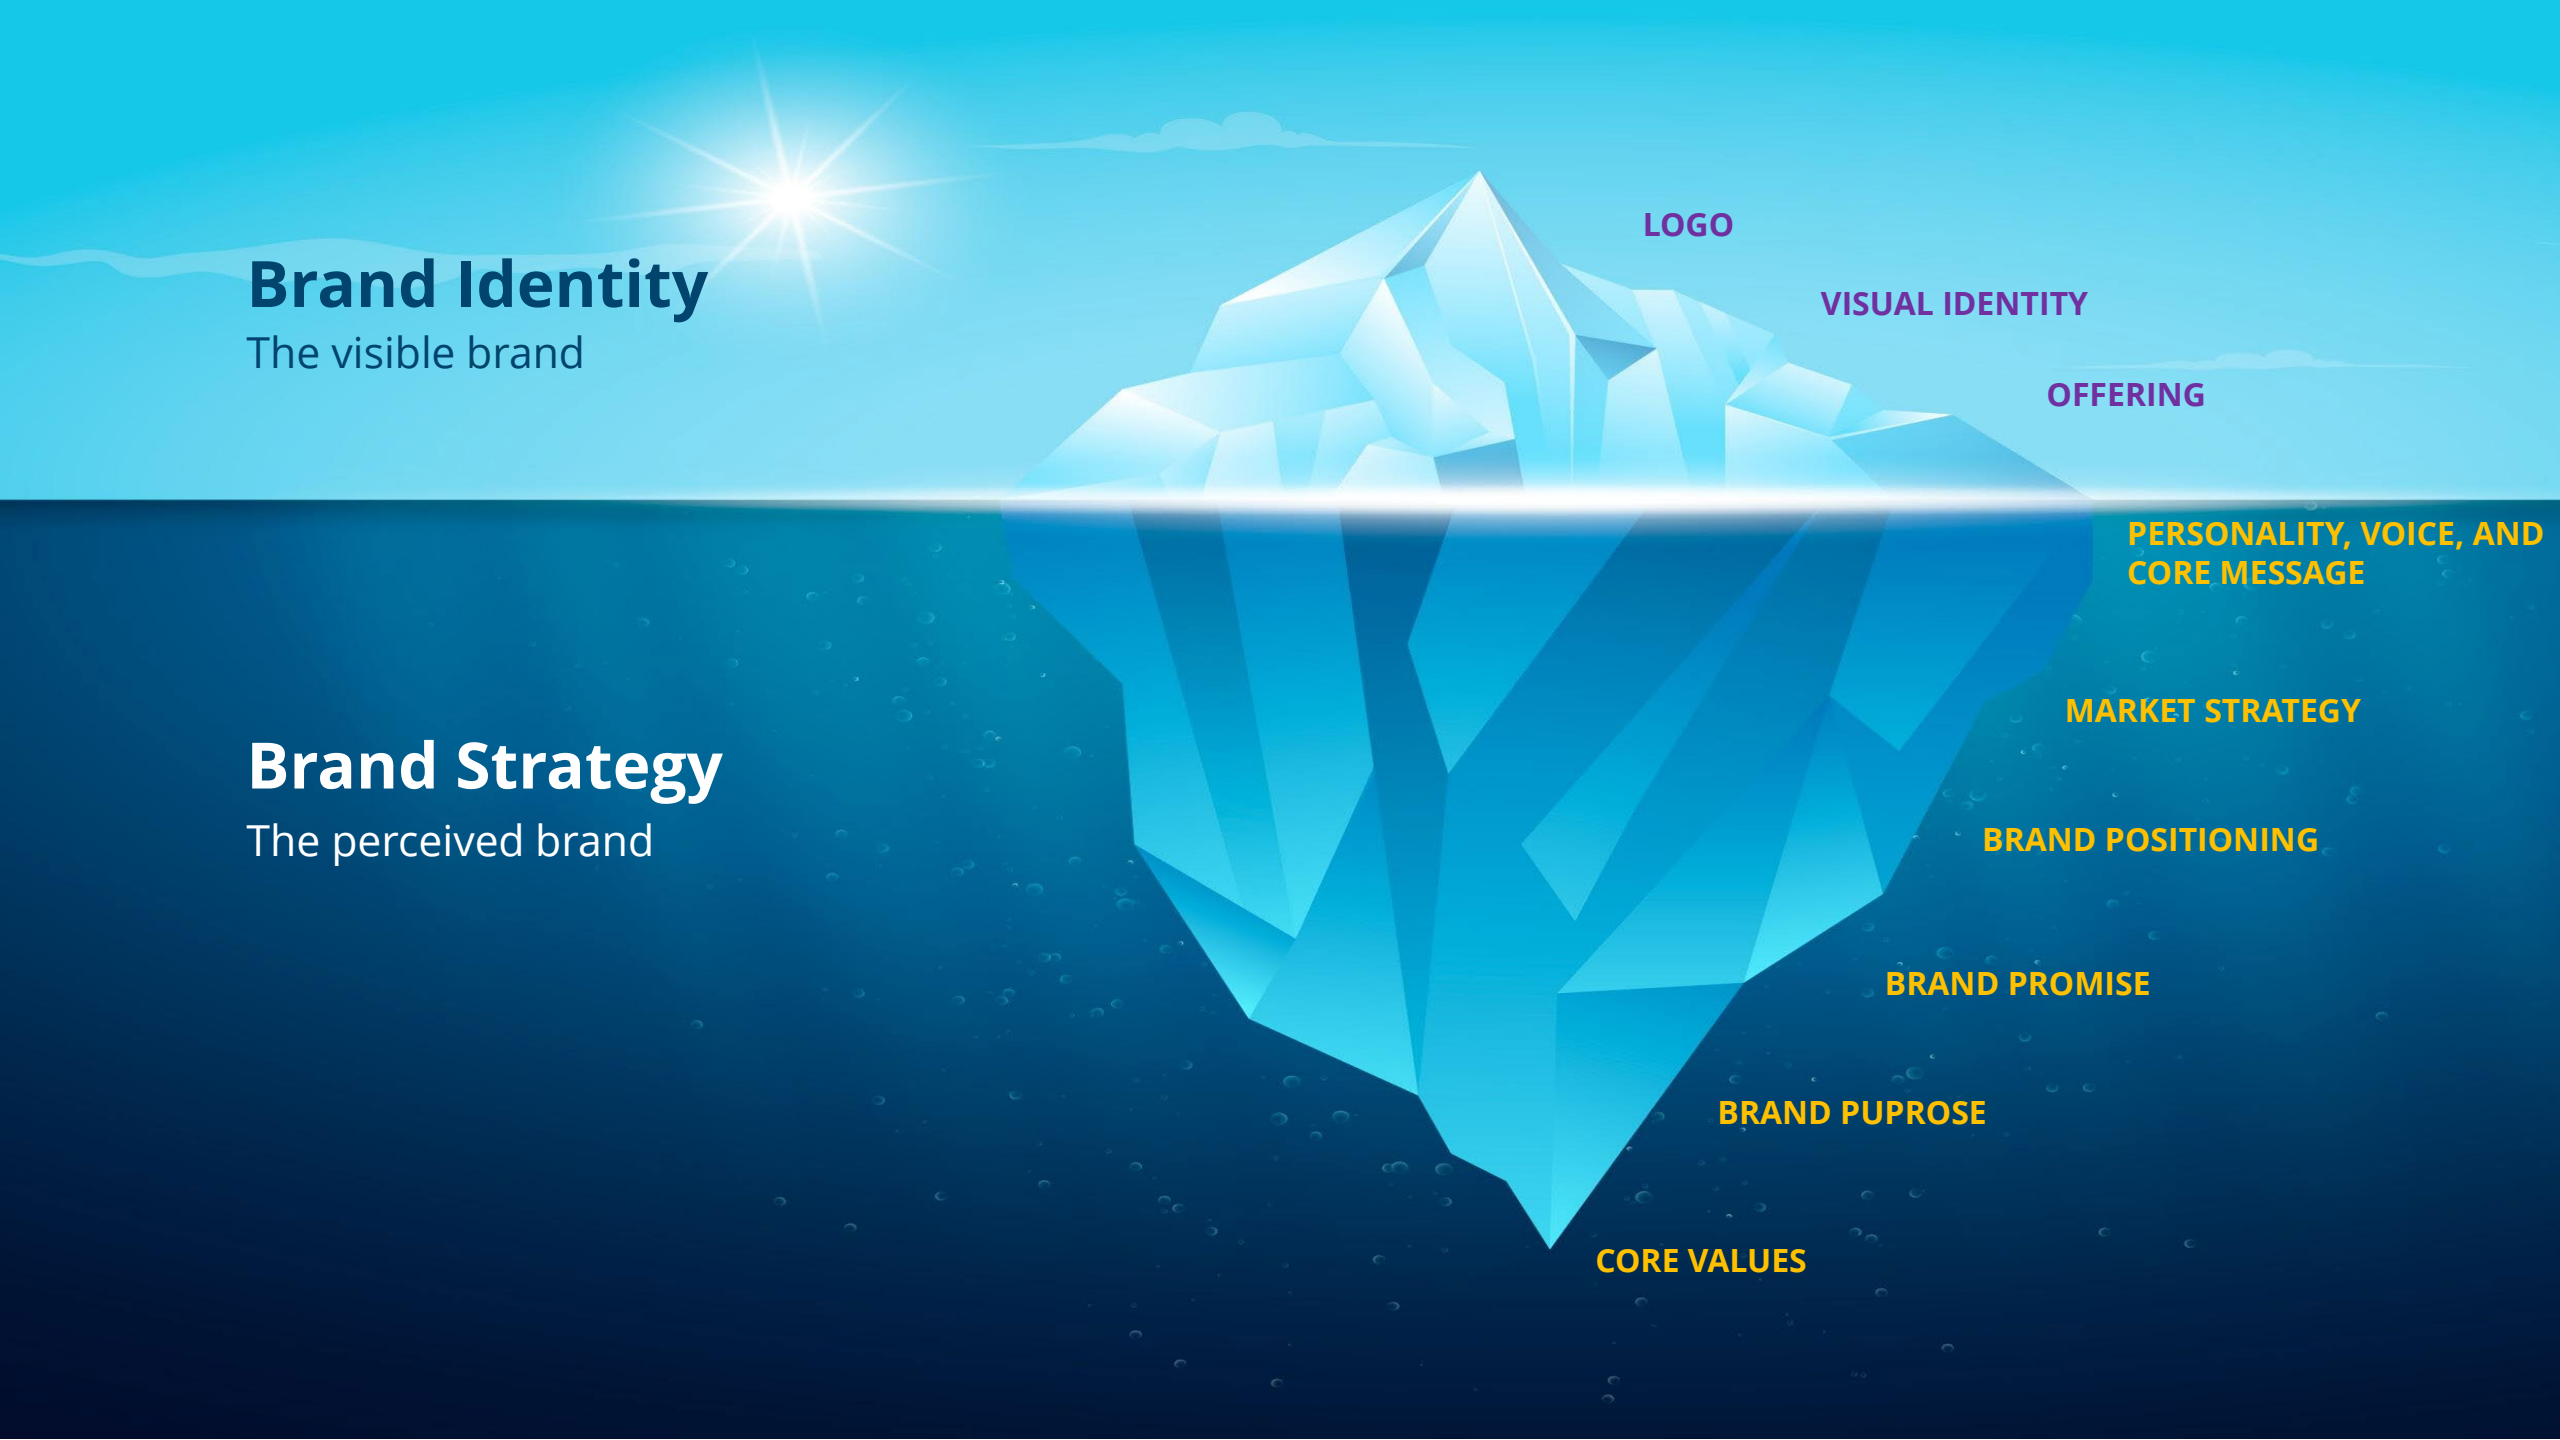 Brand Identity
The visible brand
LOGO
VISUAL IDENTITY
OFFERING
Brand Strategy
The perceived brand
PERSONALITY, VOICE, AND
CORE MESSAGE
MARKET STRATEGY
BRAND POSITIONING
BRAND PROMISE
BRAND PUPROSE
CORE VALUES